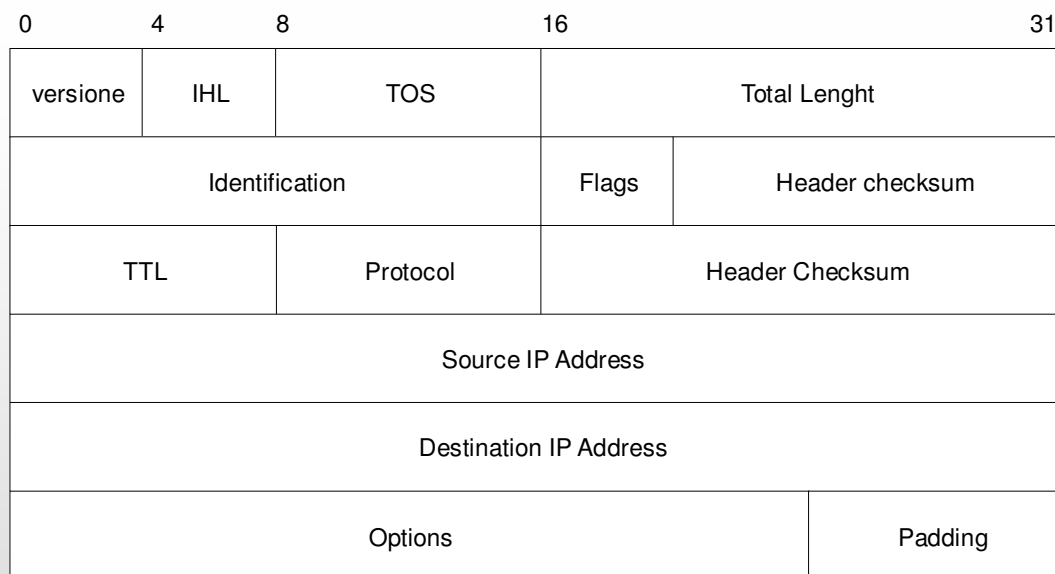 0 4 8 16 31
versione IHL TOS Total Lenght
Identification Flags Header checksum
TTL Protocol Header Checksum
Source IP Address
Destination IP Address
Options Padding